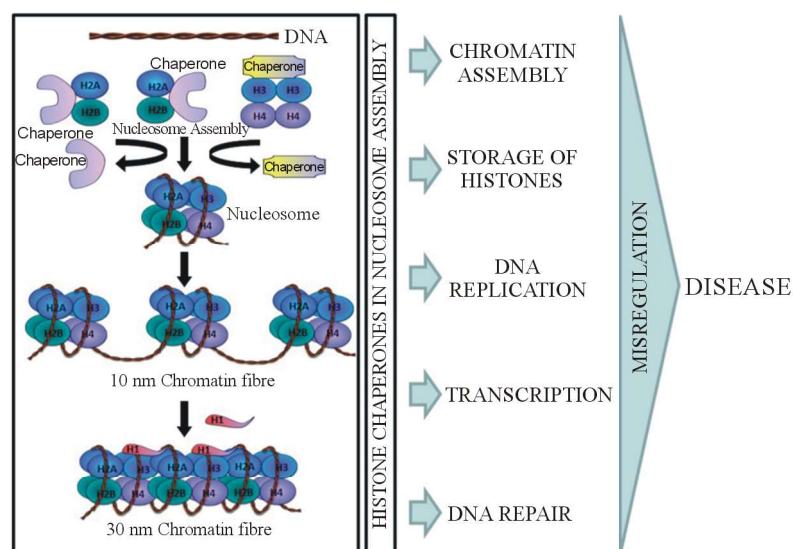 DNA
Chaperone
Chaperone
H2A
H2A
H3
H3
H2B
H2B
H4
H4
Chaperone
Nucleosome Assembly
Chaperone
Chaperone
H2A
H3
Nucleosome
H2B
H4
H2A
H3
H2A
H3
H2A
H3
H2B
H4
H2B
H4
H2B
H4
10 nm Chromatin fibre
H1
H1
H1
H2A
H3
H2A
H3
H2A
H3
H2B
H4
H2B
H4
H2B
H4
30 nm Chromatin fibre
HISTONE CHAPERONES IN NUCLEOSOME ASSEMBLY
CHROMATIN
ASSEMBLY
STORAGE OF
HISTONES
DNA
REPLICATION
TRANSCRIPTION
DNA REPAIR
MISREGULATION
DISEASE